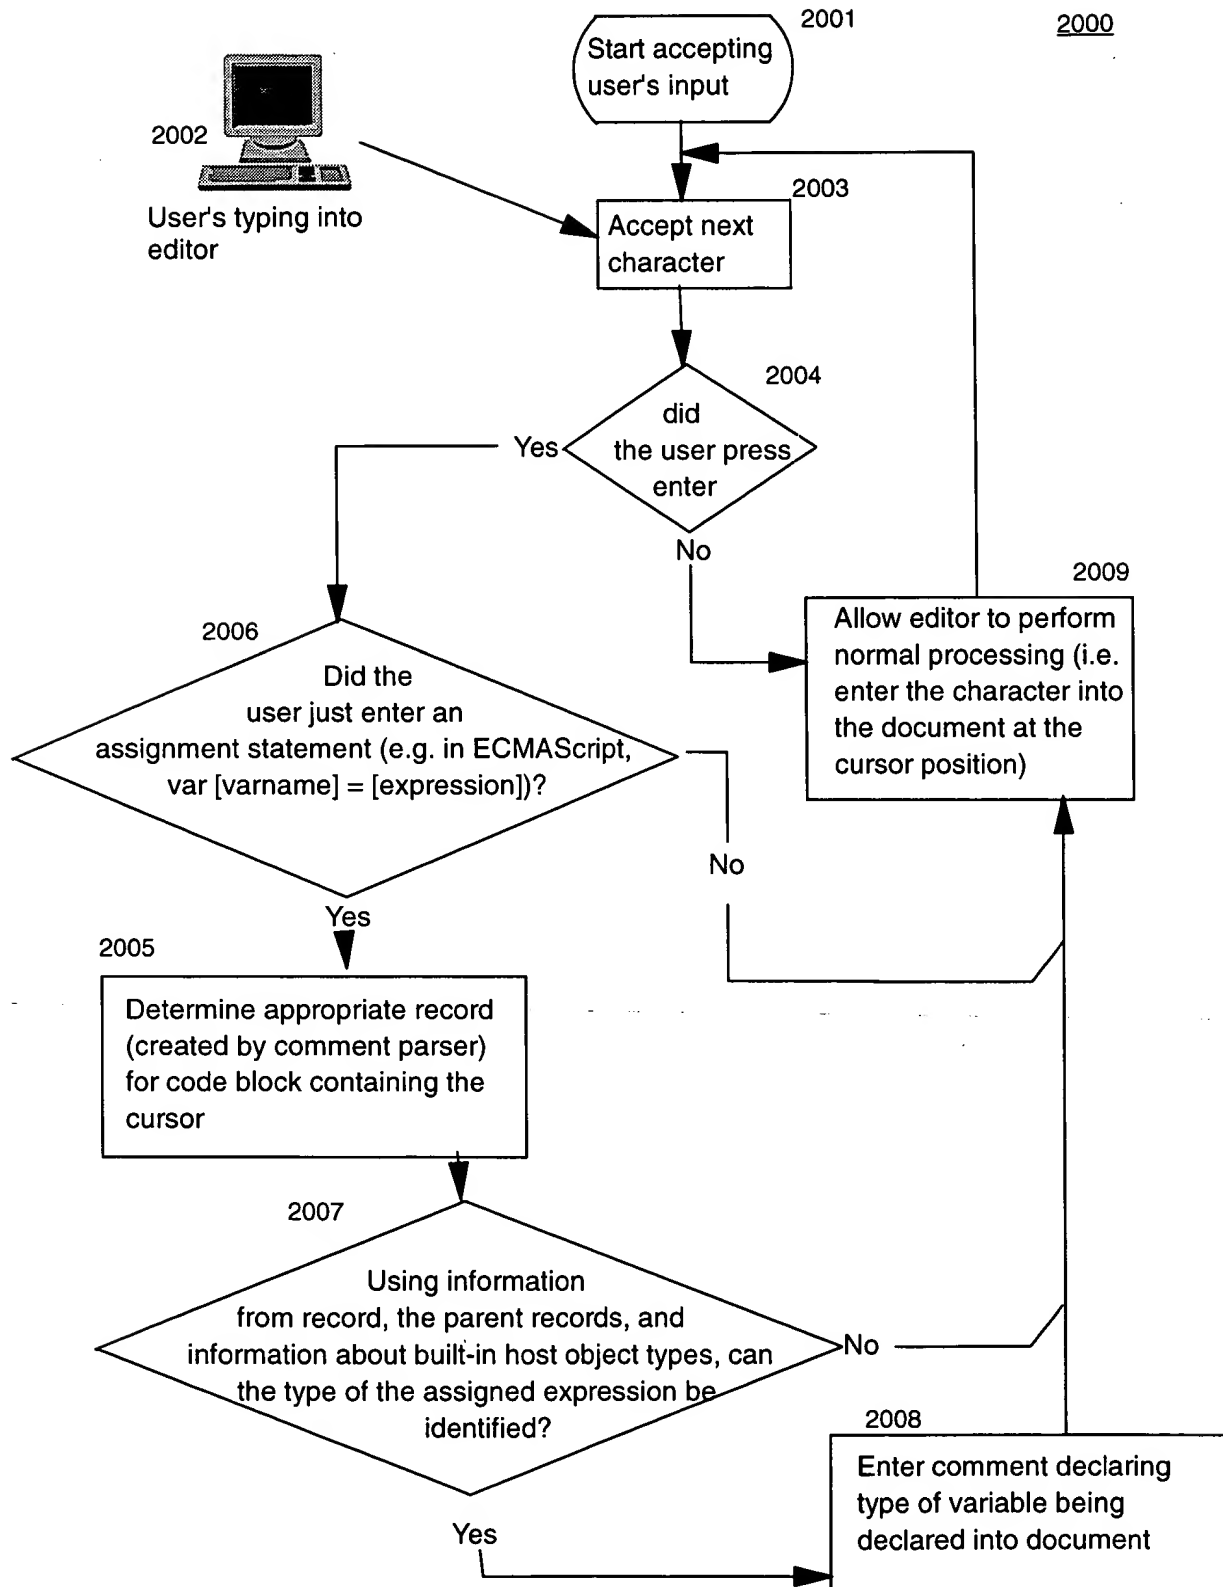 2001
2000
Start accepting
user's input
2002
User's typing into
editor
2003
Accept next
character
2004
did
the user press
enter
Yes
No
2009
Allow editor to perform
normal processing (i.e.
enter the character into
the document at the
cursor position)
2006
Did the
user just enter an
assignment statement (e.g. in ECMAScript,
var [varname] = [expression])?
No
Yes
2005
Determine appropriate record
(created by comment parser)
for code block containing the
cursor
2007
Using information
from record, the parent records, and
information about built-in host object types, can
the type of the assigned expression be
identified?
No
Yes
2008
Enter comment declaring
type of variable being
declared into document